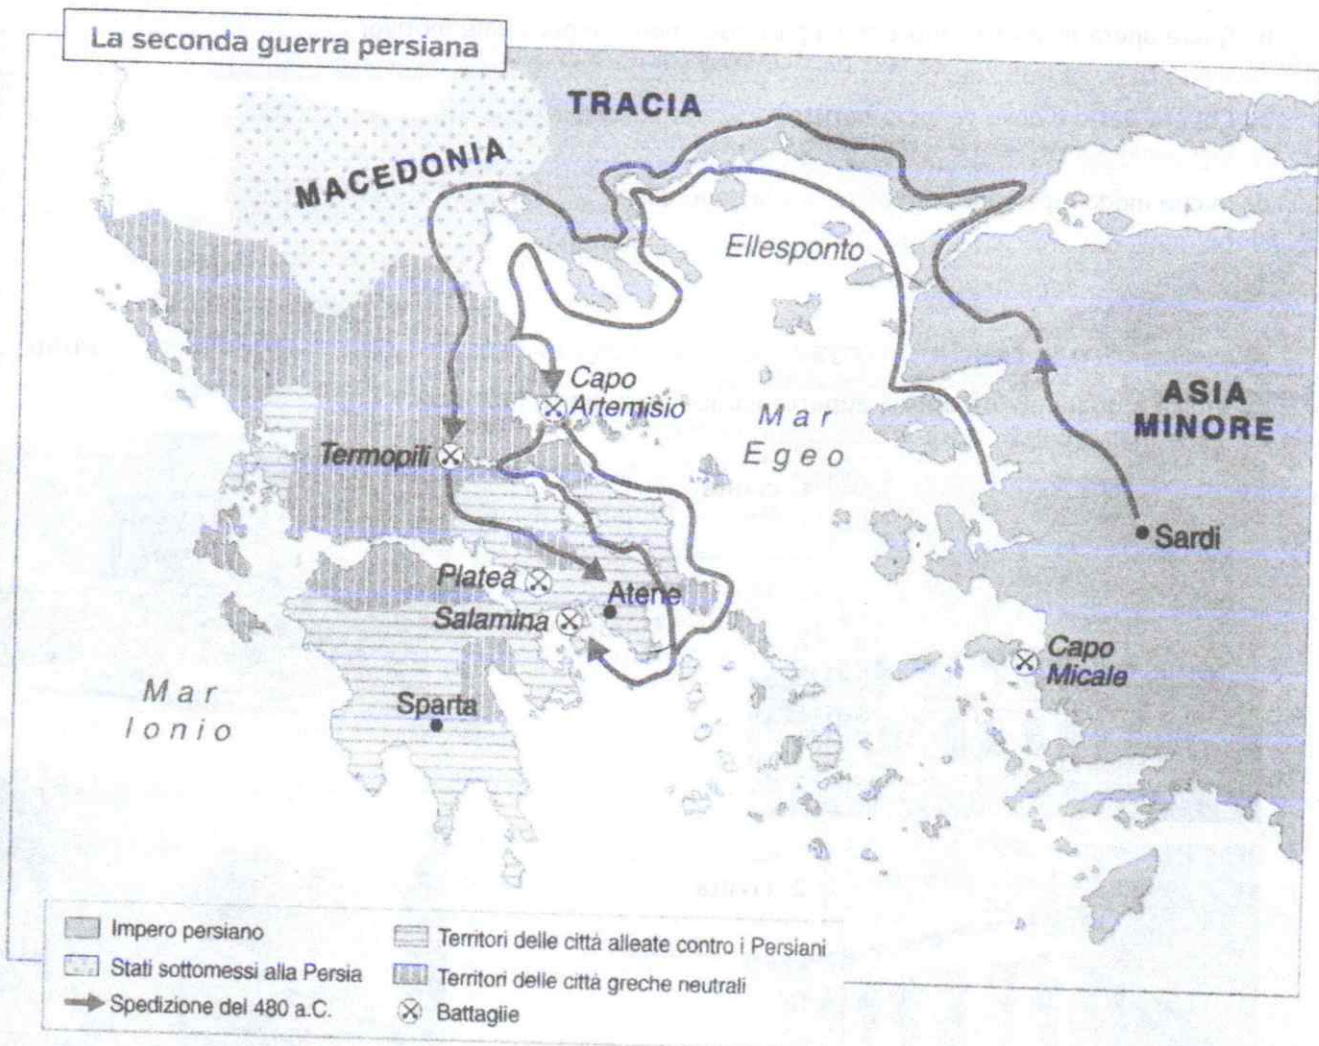 La seconda guerra persiana
TRACIA
MACEDONIA
Ellesponto
ASIA
MINORE
Capo
Artemisio
Mar
Egeo
Termopili
Sardi
Platea
Atene
Salamina
Capo
Micale
Mar
Ionio
Sparta
Impero persiano
Stati sottomessi alla Persia
Spedizione del 480 a.C.
Territori delle città alleate contro i Persiani
Territori delle città greche neutrali
Battaglie